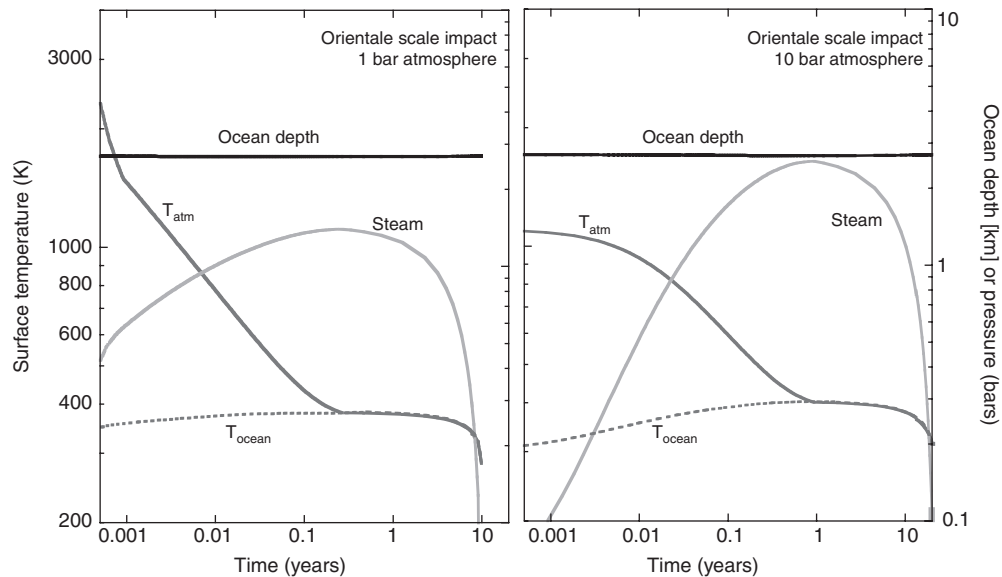 Orientale scale impact
1 bar atmosphere
Ocean depth
T_atm
Steam
T_ocean
Surface temperature (K)
3000
1000
800
600
400
200
0.001
0.01
0.1
1
10
Time (years)
Orientale scale impact
10 bar atmosphere
Ocean depth
T_atm
Steam
T_ocean
10
1
0.1
Ocean depth [km] or pressure (bars)
0.001
0.01
0.1
1
10
Time (years)